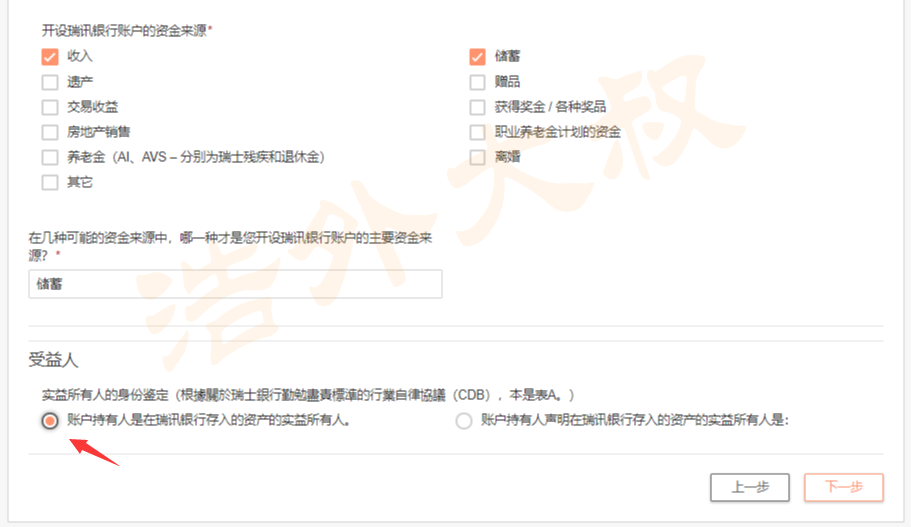 开设瑞讯银行账户的资金来源*
收入
储蓄
遗产
赠品
交易收益
获得奖金 / 各种奖品
房地产销售
职业养老金计划的资金
养老金（AI、AVS – 分别为瑞士残疾和退休金）
离婚
其它
在几种可能的资金来源中，哪一种才是您开设瑞讯银行账户的主要资金来
源？ *
储蓄
受益人
实益所有人的身份鉴定（根據關於瑞士銀行勤勉盡責標準的行業自律協議（CDB），本是表A。）
账户持有人是在瑞讯银行存入的资产的实益所有人。
账户持有人声明在瑞讯银行存入的资产的实益所有人是：
上一步
下一步
浩外大叔